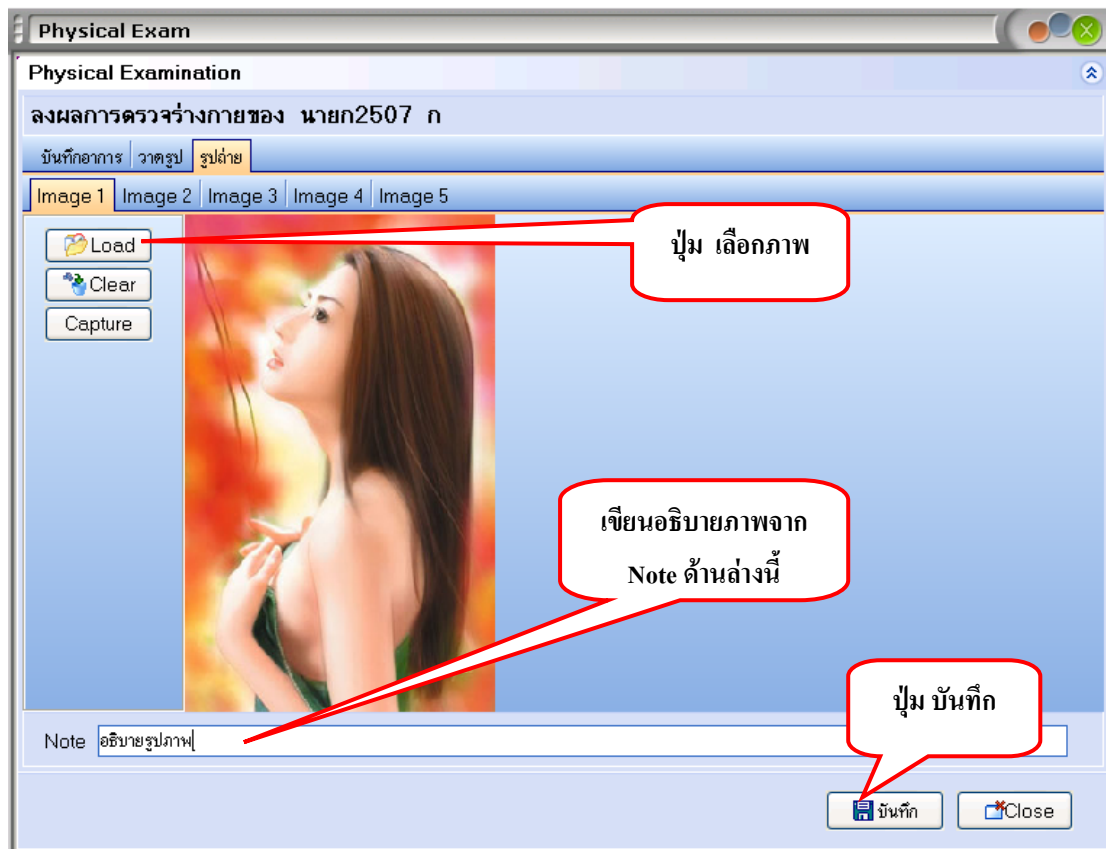 Physical Exam
Physical Examination
ลงผลการตรวจร่างกายของ นายก2507 ก
บันทึกอาการ วาดรูป รูปถ่าย
Image 1 Image 2 Image 3 Image 4 Image 5
Load
ปุ่ม เลือกภาพ
Clear
Capture
เขียนอธิบายภาพจาก
Note ด้านล่างนี้
ปุ่ม บันทึก
Note อธิบายรูปภาพ
บันทึก Close